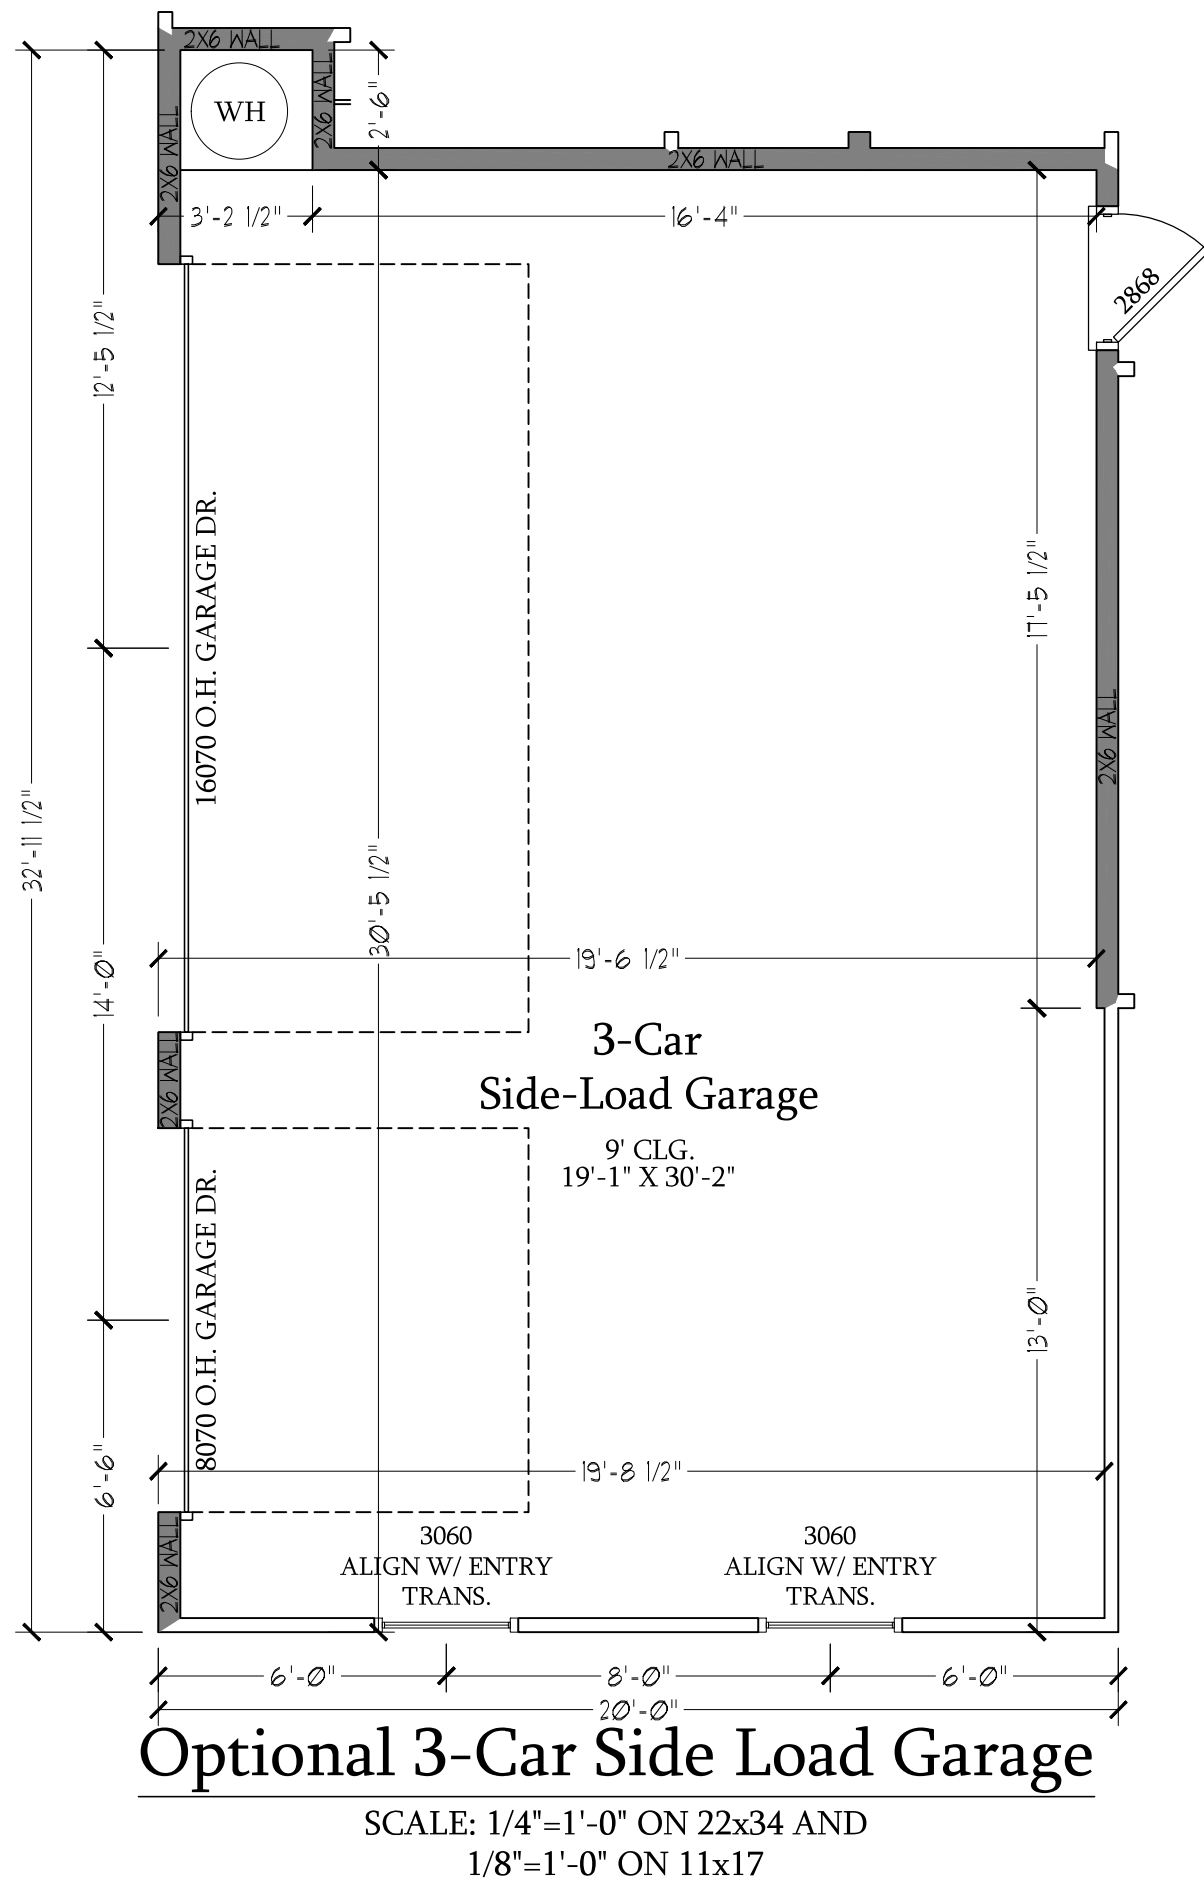 2X6 WALL
WH
2X6 WALL
2X6 WALL
2'-6"
2X6 WALL
3'-2 1/2"
16'-4"
2868
12'-5 1/2"
16070 O.H. GARAGE DR.
17'-5 1/2"
2X6 WALL
32'-11 1/2"
30'-5 1/2"
14'-0"
19'-6 1/2"
2X6 WALL
3-Car
Side-Load Garage
9' CLG.
19'-1" X 30'-2"
8070 O.H. GARAGE DR.
13'-0"
6'-6"
19'-8 1/2"
2X6 WALL
3060
ALIGN W/ ENTRY
TRANS.
3060
ALIGN W/ ENTRY
TRANS.
6'-0"
8'-0"
6'-0"
20'-0"
Optional 3-Car Side Load Garage
SCALE: 1/4"=1'-0" ON 22x34 AND
1/8"=1'-0" ON 11x17